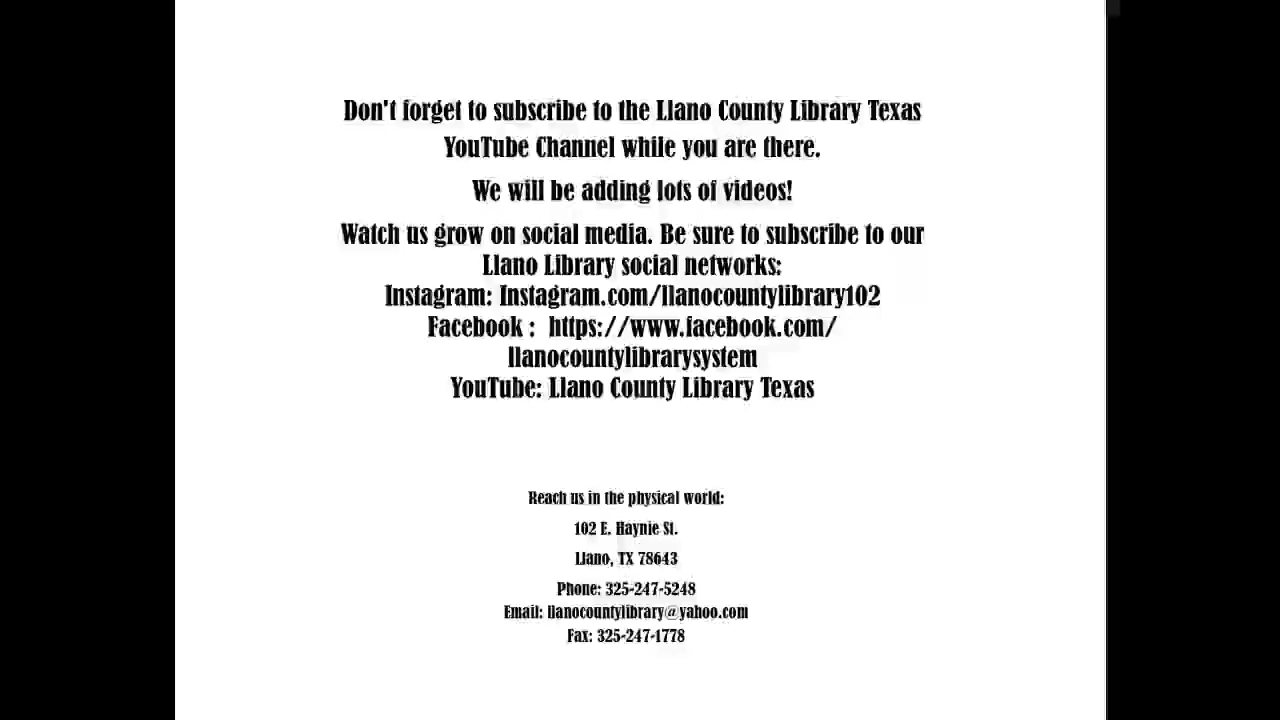 Don't forget to subscribe to the Llano County Library Texas
YouTube Channel while you are there.
We will be adding lots of videos!
Watch us grow on social media. Be sure to subscribe to our
Llano Library social networks:
Instagram: Instagram.com/llanocountylibrary102
Facebook :  https://www.facebook.com/
llanocountylibrarysystem
YouTube: Llano County Library Texas
Reach us in the physical world:
102 E. Haynie St.
Llano, TX 78643
Phone: 325-247-5248
Email: llanocountylibrary@yahoo.com
Fax: 325-247-1778